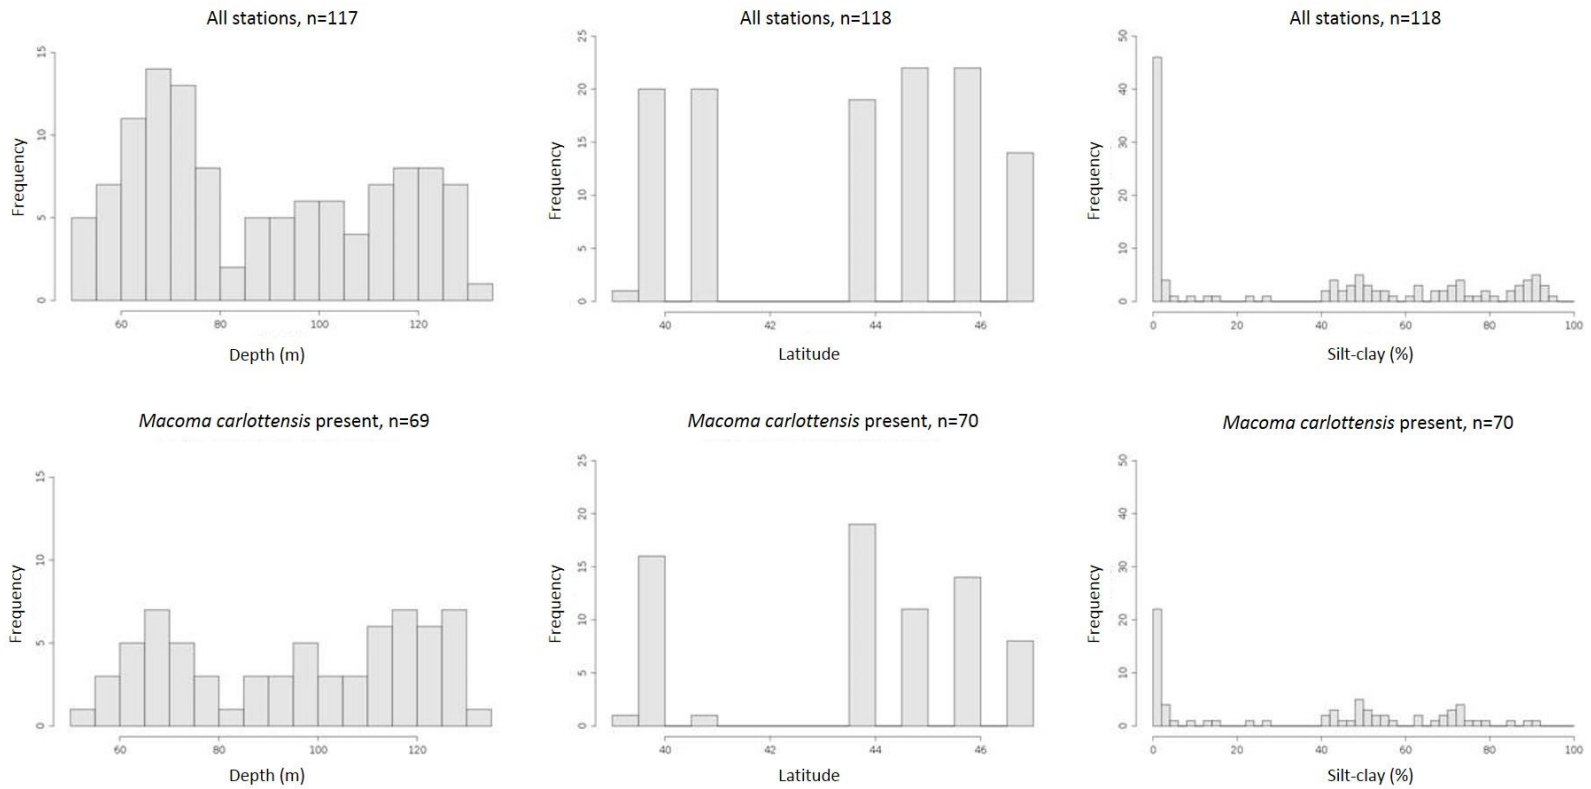 All stations, n=117
15
10
5
0
Frequency
60 80 100 120
Depth (m)
All stations, n=118
25
20
15
10
5
0
Frequency
40 42 44 46
Latitude
All stations, n=118
50
40
30
20
10
0
Frequency
0 20 40 60 80 100
Silt-clay (%)
Macoma carlottensis present, n=69
15
10
5
0
Frequency
60 80 100 120
Depth (m)
Macoma carlottensis present, n=70
25
20
15
10
5
0
Frequency
40 42 44 46
Latitude
Macoma carlottensis present, n=70
50
40
30
20
10
0
Frequency
0 20 40 60 80 100
Silt-clay (%)